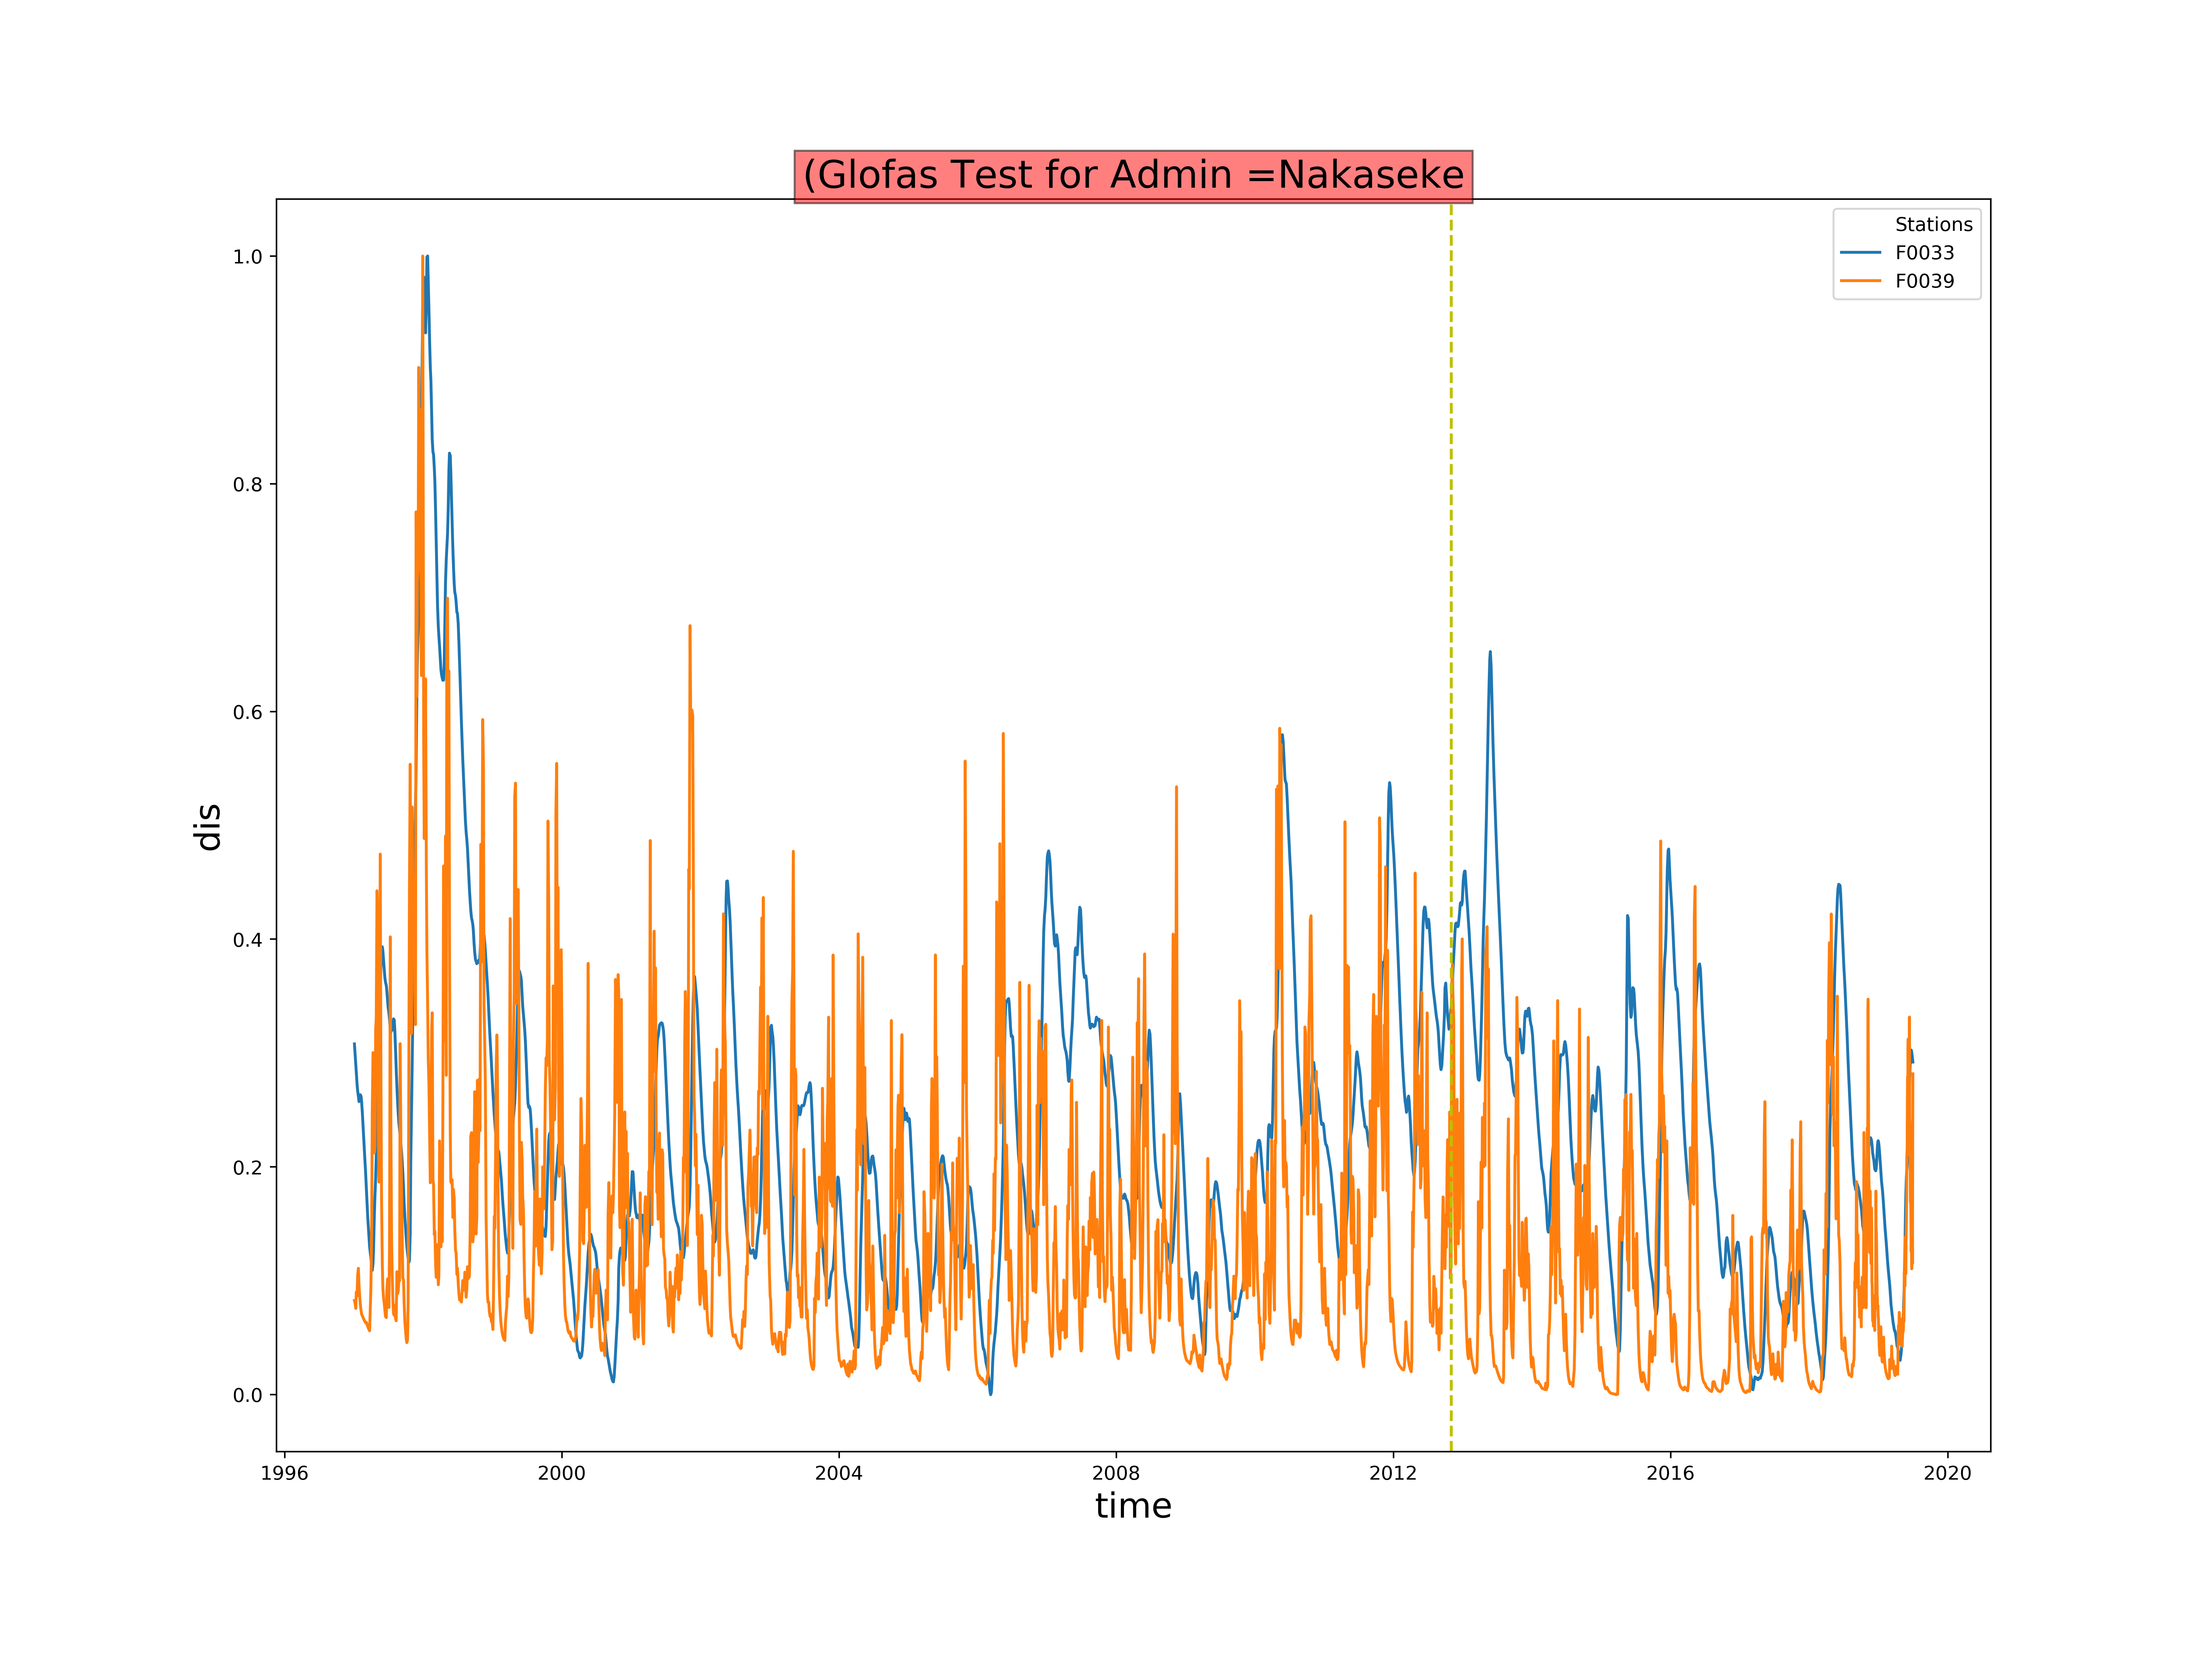 (Glofas Test for Admin =Nakaseke
Stations
F0033
F0039
1.0
0.8
0.6
0.4
0.2
0.0
dis
1996 2000 2004 2008 2012 2016 2020
time